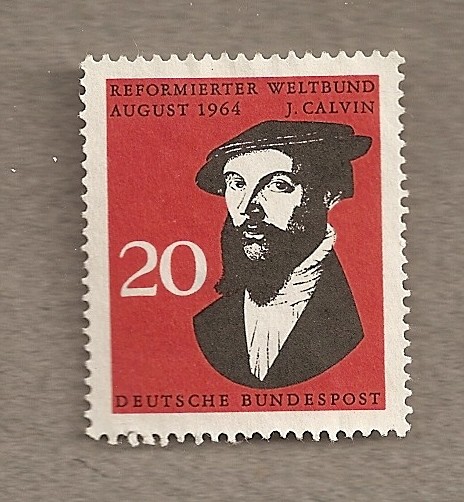 REFORMIERTER WELTBUND
AUGUST 1964 J. CALVIN
20
DEUTSCHE BUNDESPOST